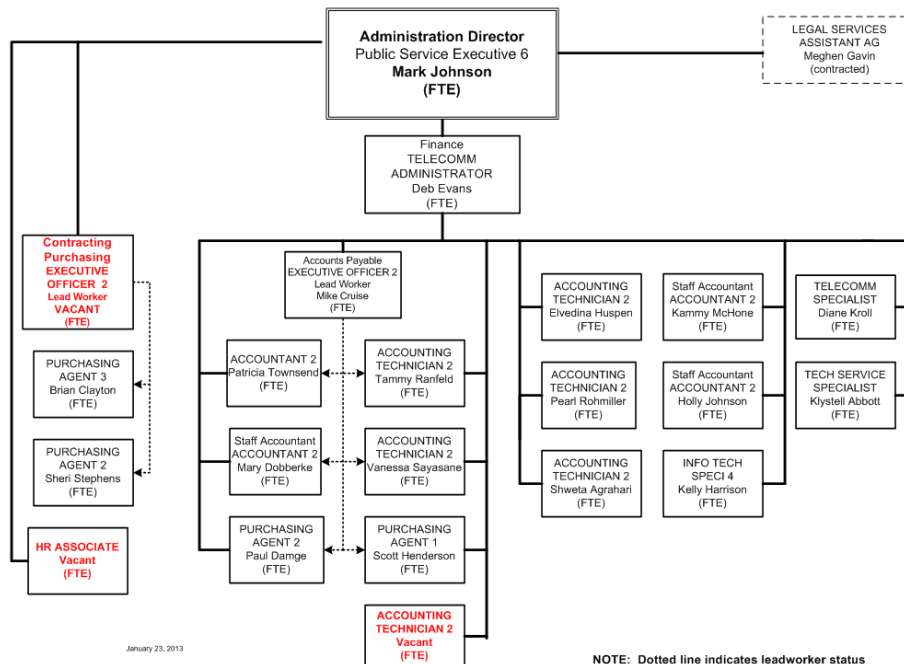 Administration Director
Public Service Executive 6
Mark Johnson
(FTE)
LEGAL SERVICES
ASSISTANT AG
Meghen Gavin
(contracted)
Finance
TELECOMM
ADMINISTRATOR
Deb Evans
(FTE)
Contracting
Purchasing
EXECUTIVE
OFFICER 2
Lead Worker
VACANT
(FTE)
PURCHASING
AGENT 3
Brian Clayton
(FTE)
PURCHASING
AGENT 2
Sheri Stephens
(FTE)
HR ASSOCIATE
Vacant
(FTE)
Accounts Payable
EXECUTIVE OFFICER 2
Lead Worker
Mike Cruise
(FTE)
ACCOUNTANT 2
Patricia Townsend
(FTE)
ACCOUNTING
TECHNICIAN 2
Tammy Ranfeld
(FTE)
Staff Accountant
ACCOUNTANT 2
Mary Dobberke
(FTE)
ACCOUNTING
TECHNICIAN 2
Vanessa Sayasane
(FTE)
PURCHASING
AGENT 2
Paul Damge
(FTE)
PURCHASING
AGENT 1
Scott Henderson
(FTE)
ACCOUNTING
TECHNICIAN 2
Vacant
(FTE)
ACCOUNTING
TECHNICIAN 2
Elvedina Huspen
(FTE)
Staff Accountant
ACCOUNTANT 2
Kammy McHone
(FTE)
TELECOMM
SPECIALIST
Diane Kroll
(FTE)
ACCOUNTING
TECHNICIAN 2
Pearl Rohmiller
(FTE)
Staff Accountant
ACCOUNTANT 2
Holly Johnson
(FTE)
TECH SERVICE
SPECIALIST
Klystell Abbott
(FTE)
ACCOUNTING
TECHNICIAN 2
Shweta Agrahari
(FTE)
INFO TECH
SPECI 4
Kelly Harrison
(FTE)
January 23, 2013
NOTE: Dotted line indicates leadworker status